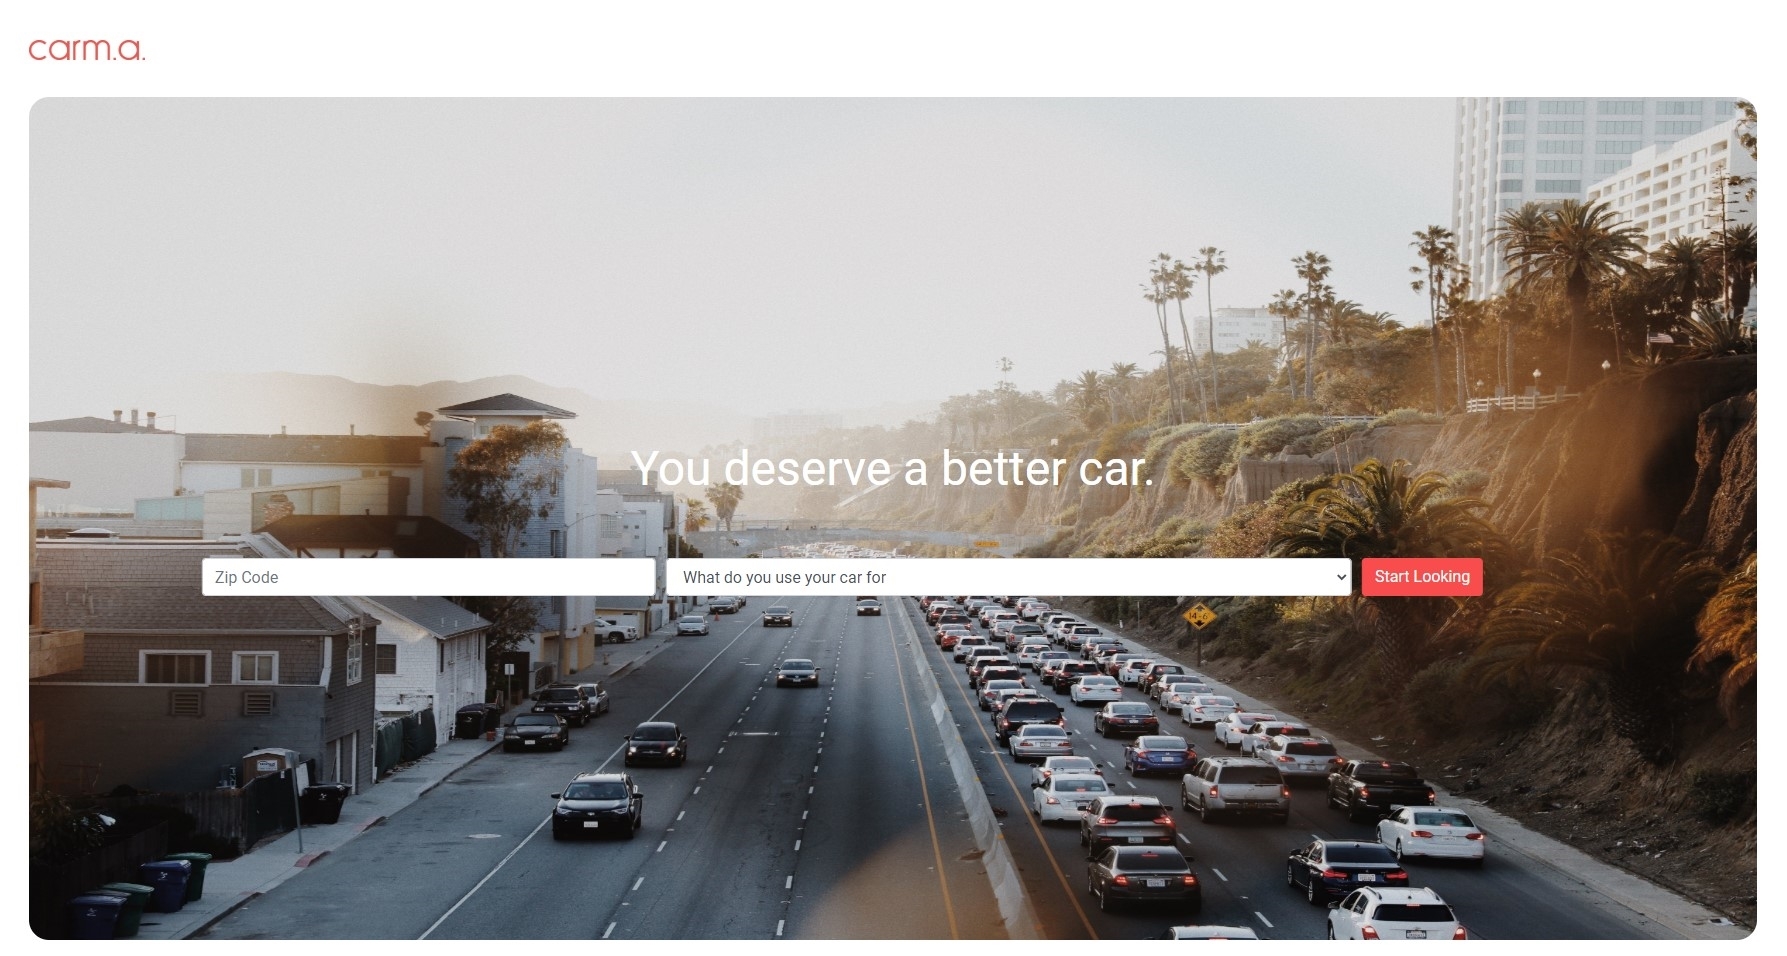 carm.a.
You deserve a better car.
Zip Code
What do you use your car for
Start Looking